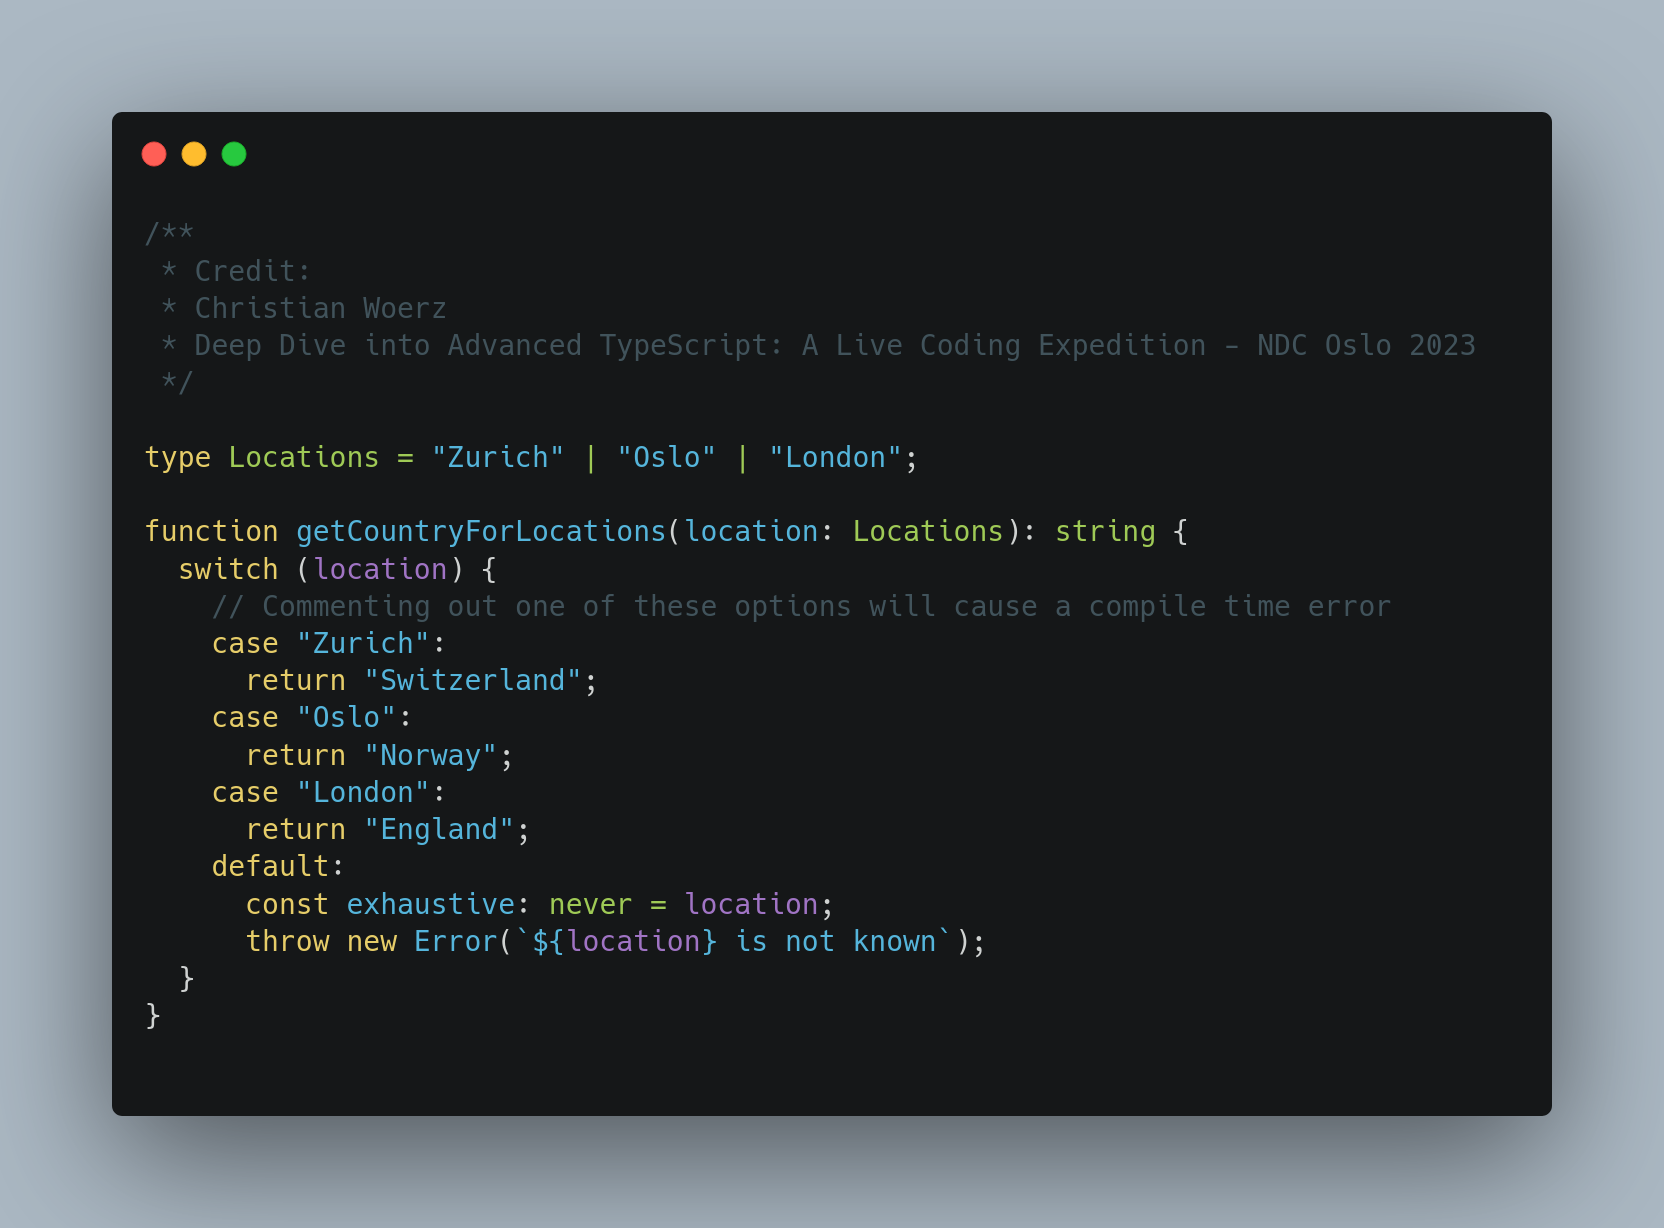 /**
 * Credit:
 * Christian Woerz
 * Deep Dive into Advanced TypeScript: A Live Coding Expedition - NDC Oslo 2023
 */

type Locations = "Zurich" | "Oslo" | "London";

function getCountryForLocations(location: Locations): string {
  switch (location) {
    // Commenting out one of these options will cause a compile time error
    case "Zurich":
      return "Switzerland";
    case "Oslo":
      return "Norway";
    case "London":
      return "England";
    default:
      const exhaustive: never = location;
      throw new Error(`${location} is not known`);
  }
}